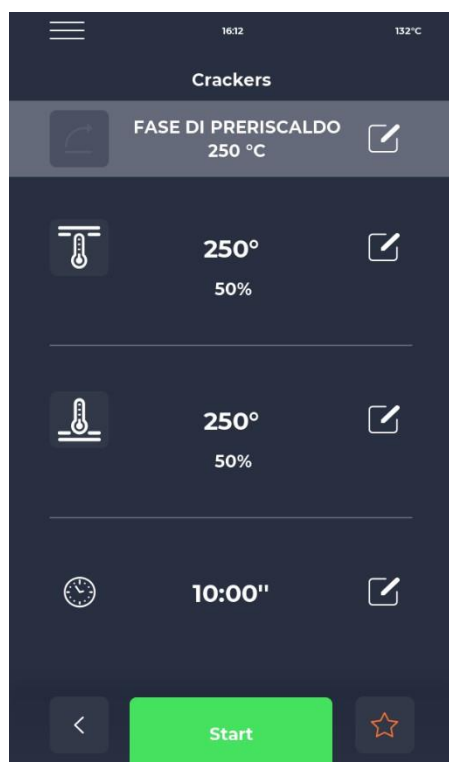 16:12
132°C
Crackers
FASE DI PRERISCALDO
250 °C
250°
50%
250°
50%
10:00"
Start